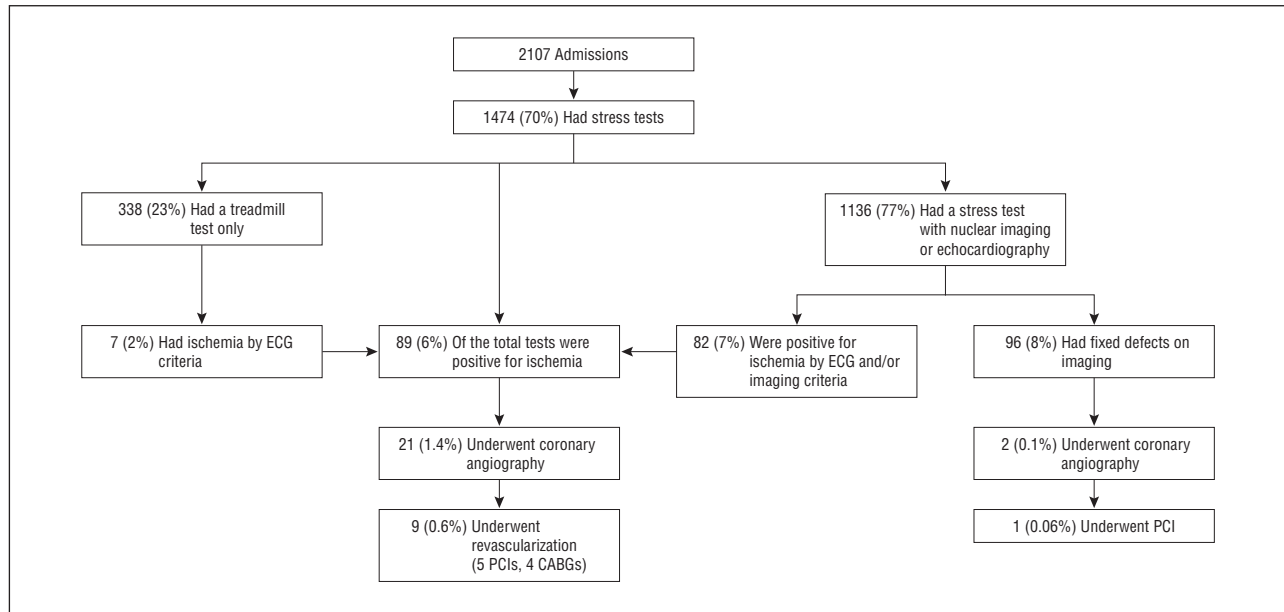 2107 Admissions
1474 (70%) Had stress tests
338 (23%) Had a treadmill
test only
1136 (77%) Had a stress test
with nuclear imaging
or echocardiography
7 (2%) Had ischemia by ECG
criteria
89 (6%) Of the total tests were
positive for ischemia
82 (7%) Were positive for
ischemia by ECG and/or
imaging criteria
96 (8%) Had fixed defects on
imaging
21 (1.4%) Underwent coronary
angiography
2 (0.1%) Underwent coronary
angiography
9 (0.6%) Underwent
revascularization
(5 PCIs, 4 CABGs)
1 (0.06%) Underwent PCI